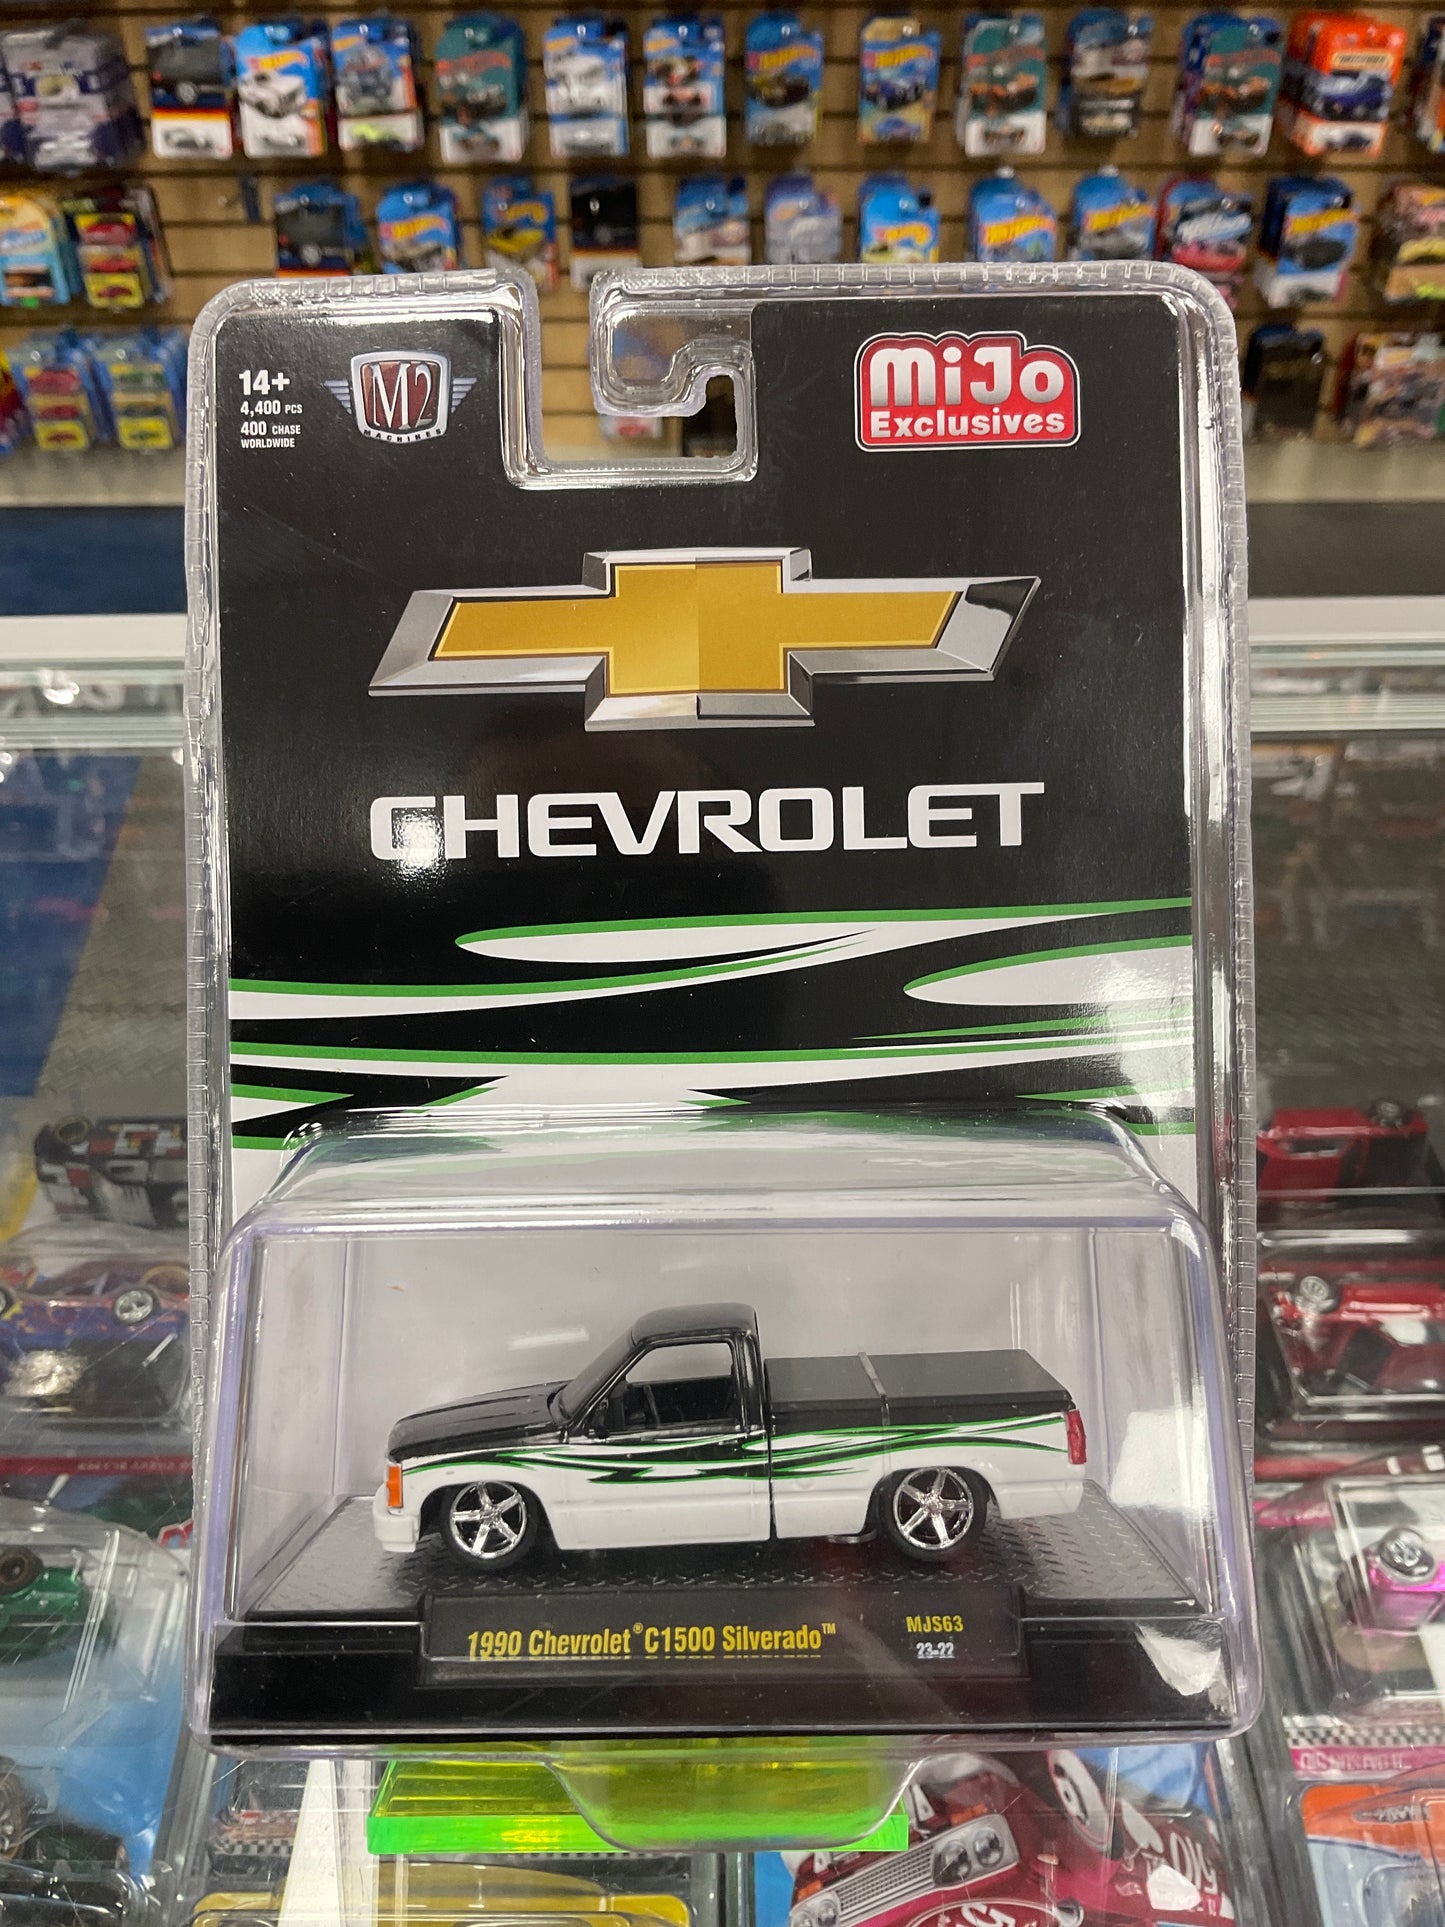 14+
4,400 PCS
400 CHASE
WORLDWIDE
M2
MACHINES
MiJo
Exclusives
CHEVROLET
1990 Chevrolet® C1500 Silverado™
MJS63
23-22